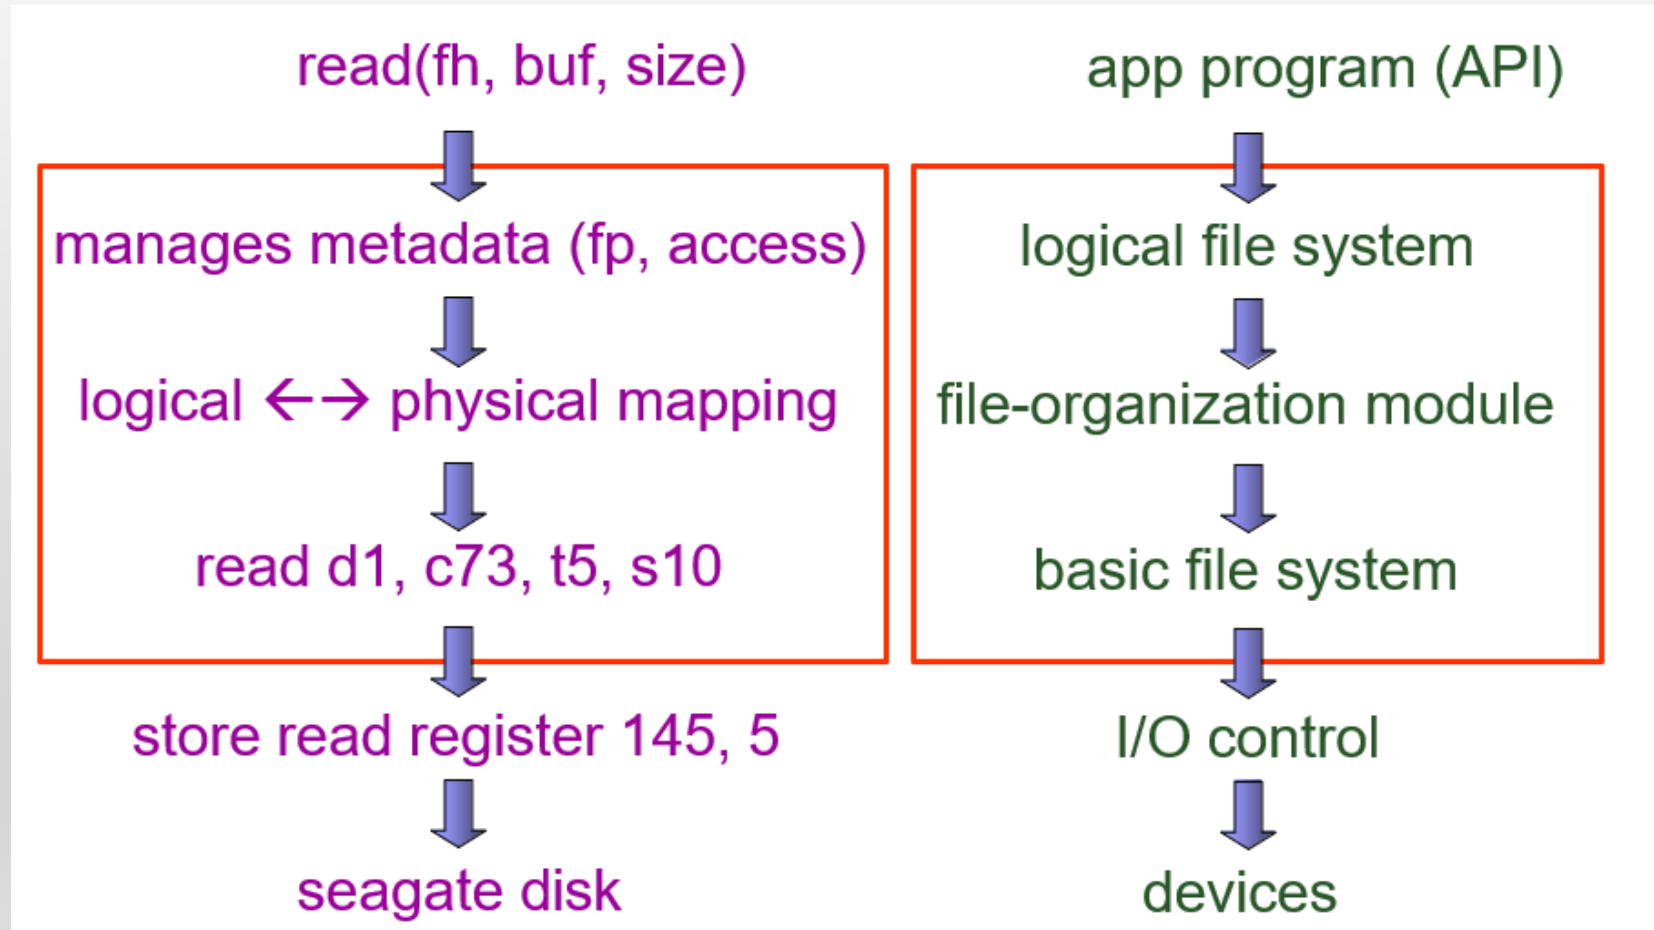 read(fh, buf, size)
manages metadata (fp, access)
logical ←→ physical mapping
read d1, c73, t5, s10
store read register 145, 5
seagate disk
app program (API)
logical file system
file-organization module
basic file system
I/O control
devices